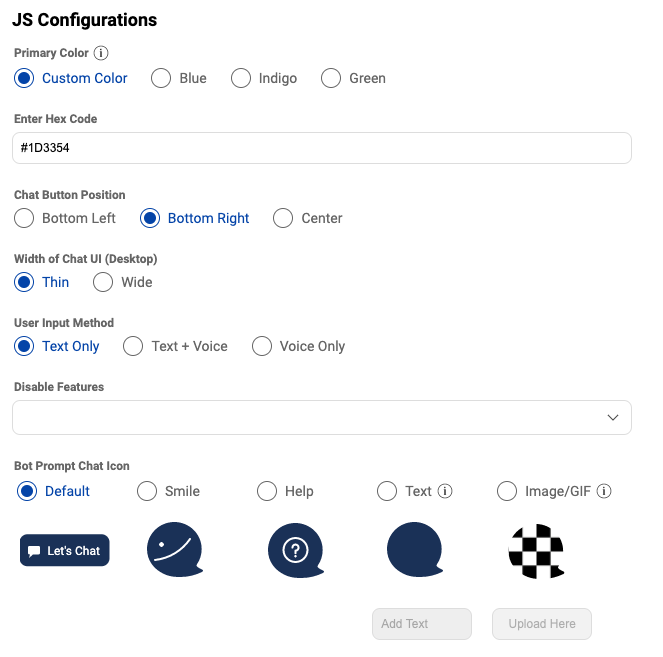 JS Configurations
Primary Color
Custom Color Blue Indigo Green
Enter Hex Code
#1D3354
Chat Button Position
Bottom Left Bottom Right Center
Width of Chat UI (Desktop)
Thin Wide
User Input Method
Text Only Text + Voice Voice Only
Disable Features
Bot Prompt Chat Icon
Default Smile Help Text Image/GIF
Let's Chat ?
Add Text Upload Here